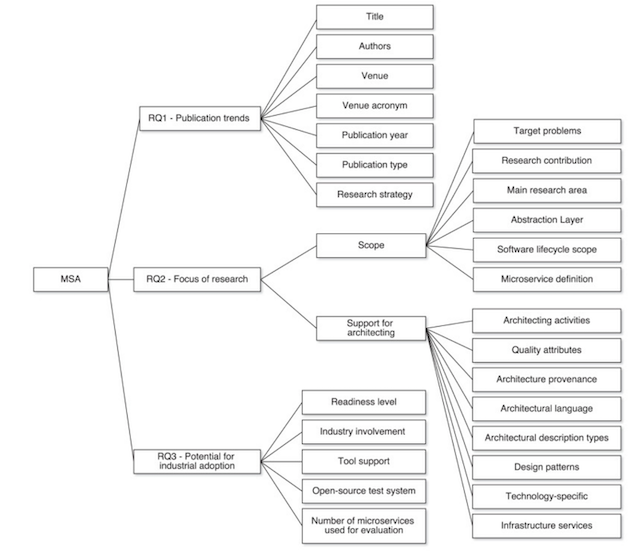 MSA
RQ1 - Publication trends
Title
Authors
Venue
Venue acronym
Publication year
Publication type
Research strategy
RQ2 - Focus of research
Scope
Target problems
Research contribution
Main research area
Abstraction Layer
Software lifecycle scope
Microservice definition
Support for
architecting
Architecting activities
Quality attributes
Architecture provenance
Architectural language
Architectural description types
Design patterns
Technology-specific
Infrastructure services
RQ3 - Potential for
industrial adoption
Readiness level
Industry involvement
Tool support
Open-source test system
Number of microservices
used for evaluation